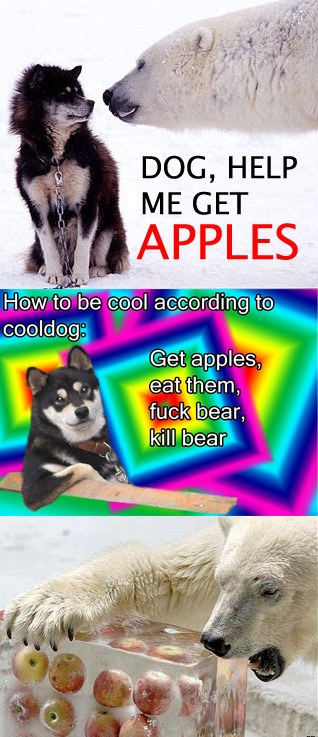 DOG, HELP
ME GET
APPLES
How to be cool according to
cooldog:
Get apples,
eat them,
fuck bear,
kill bear